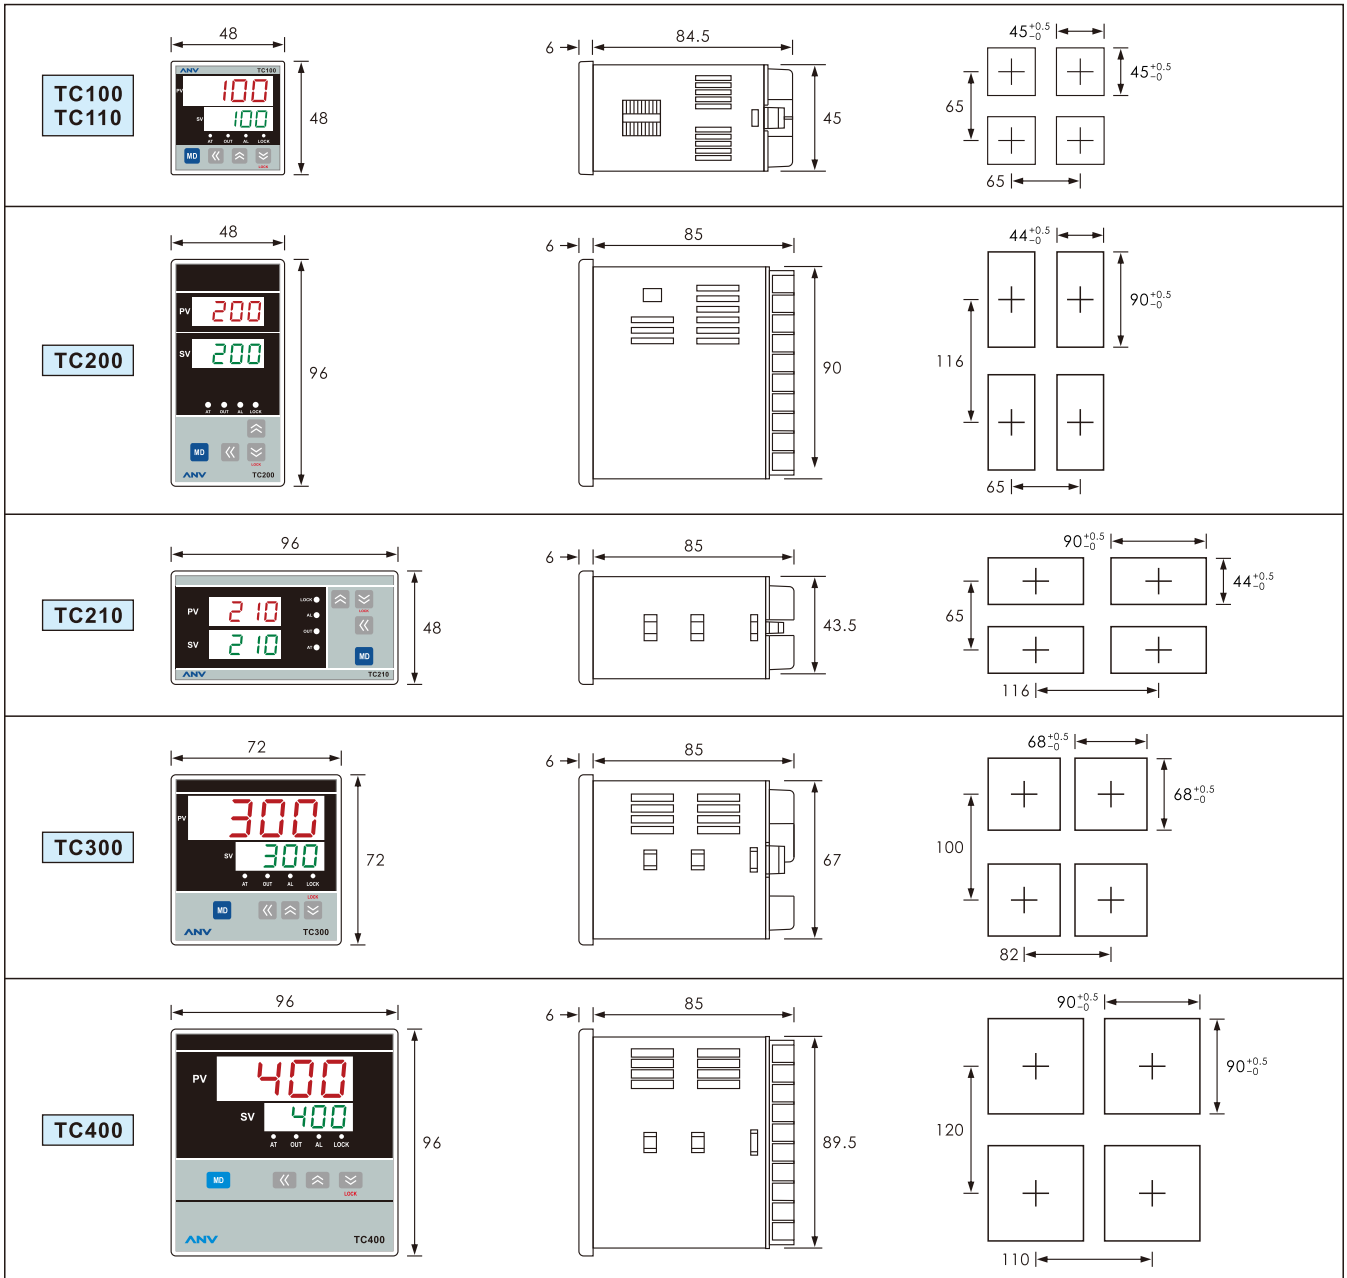 TC100
TC110
48
48
ANV TC100
PV 100
SV 100
AT OUT AL LOCK
MD
LOCK
6
84.5
45
45+0.5-0
45+0.5-0
65
65
TC200
48
96
PV 200
SV 200
AT OUT AL LOCK
MD
LOCK
ANV TC200
6
85
90
44+0.5-0
90+0.5-0
116
65
TC210
96
48
PV 210
SV 210
LOCK
AL
OUT
AT
LOCK
MD
ANV TC210
6
85
43.5
90+0.5-0
44+0.5-0
65
116
TC300
72
72
PV 300
SV 300
AT OUT AL LOCK
LOCK
MD
ANV TC300
6
85
67
68+0.5-0
68+0.5-0
100
82
TC400
96
96
PV 400
SV 400
AT OUT AL LOCK
MD
LOCK
ANV TC400
6
85
89.5
90+0.5-0
90+0.5-0
120
110